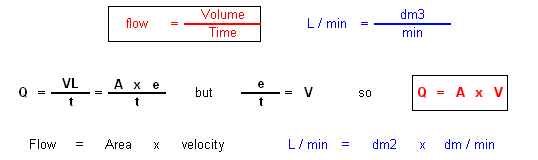 flow = Volume / Time L / min = dm3 / min
Q = VL / t = A x e / t but e / t = V so Q = A x V
Flow = Area x velocity L / min = dm2 x dm / min